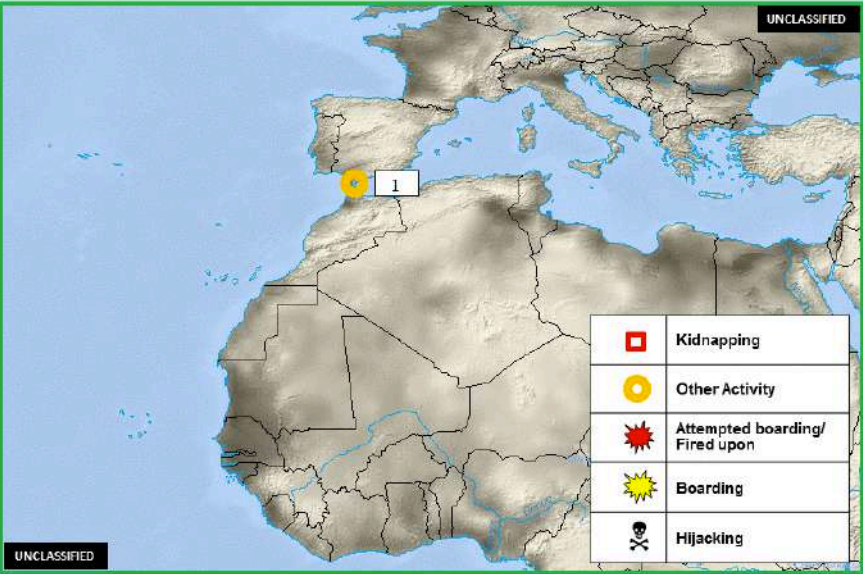 UNCLASSIFIED
1
Kidnapping
Other Activity
Attempted boarding/
Fired upon
Boarding
Hijacking
UNCLASSIFIED